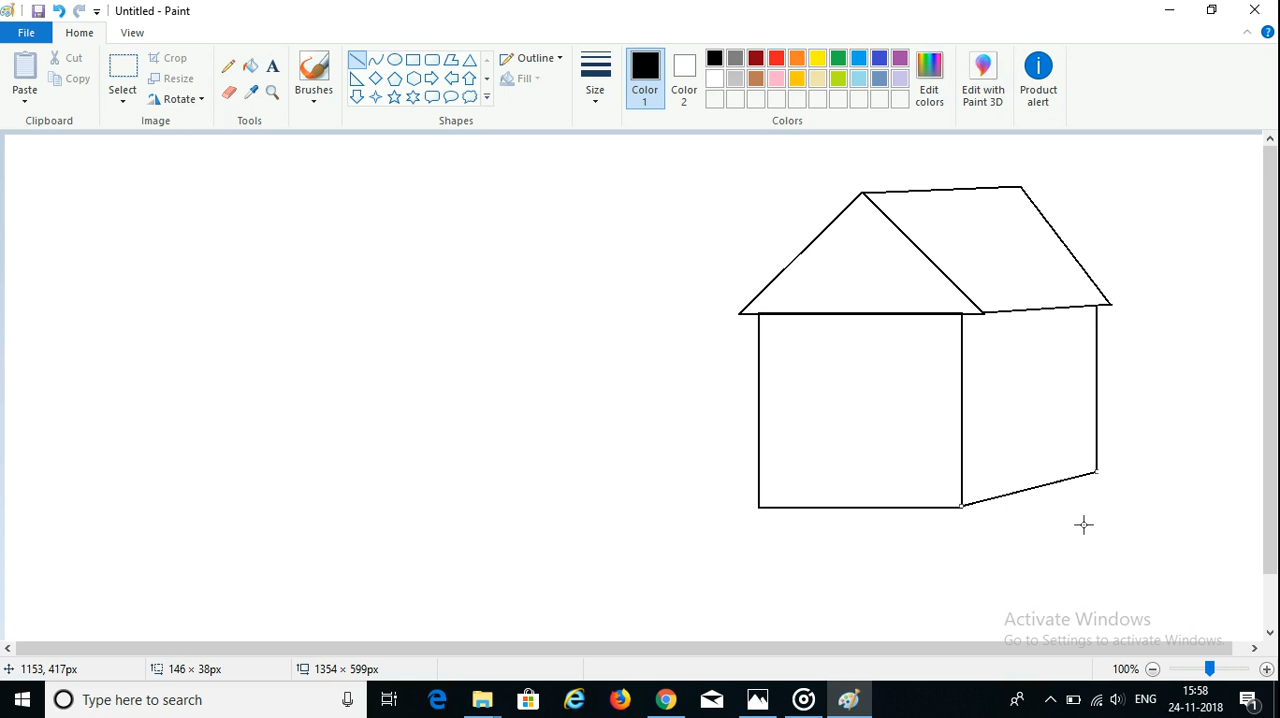 Untitled - Paint
File Home View
Paste
Cut
Copy
Clipboard
Select
Crop
Resize
Rotate
Image
A
Tools
Brushes
Outline
Fill
Shapes
Size
Color 1
Color 2
Edit colors
Colors
Edit with Paint 3D
Product alert
Activate Windows
Go to Settings to activate Windows.
1153, 417px
146 × 38px
1354 × 599px
100%
Type here to search
ENG
15:58
24-11-2018
1